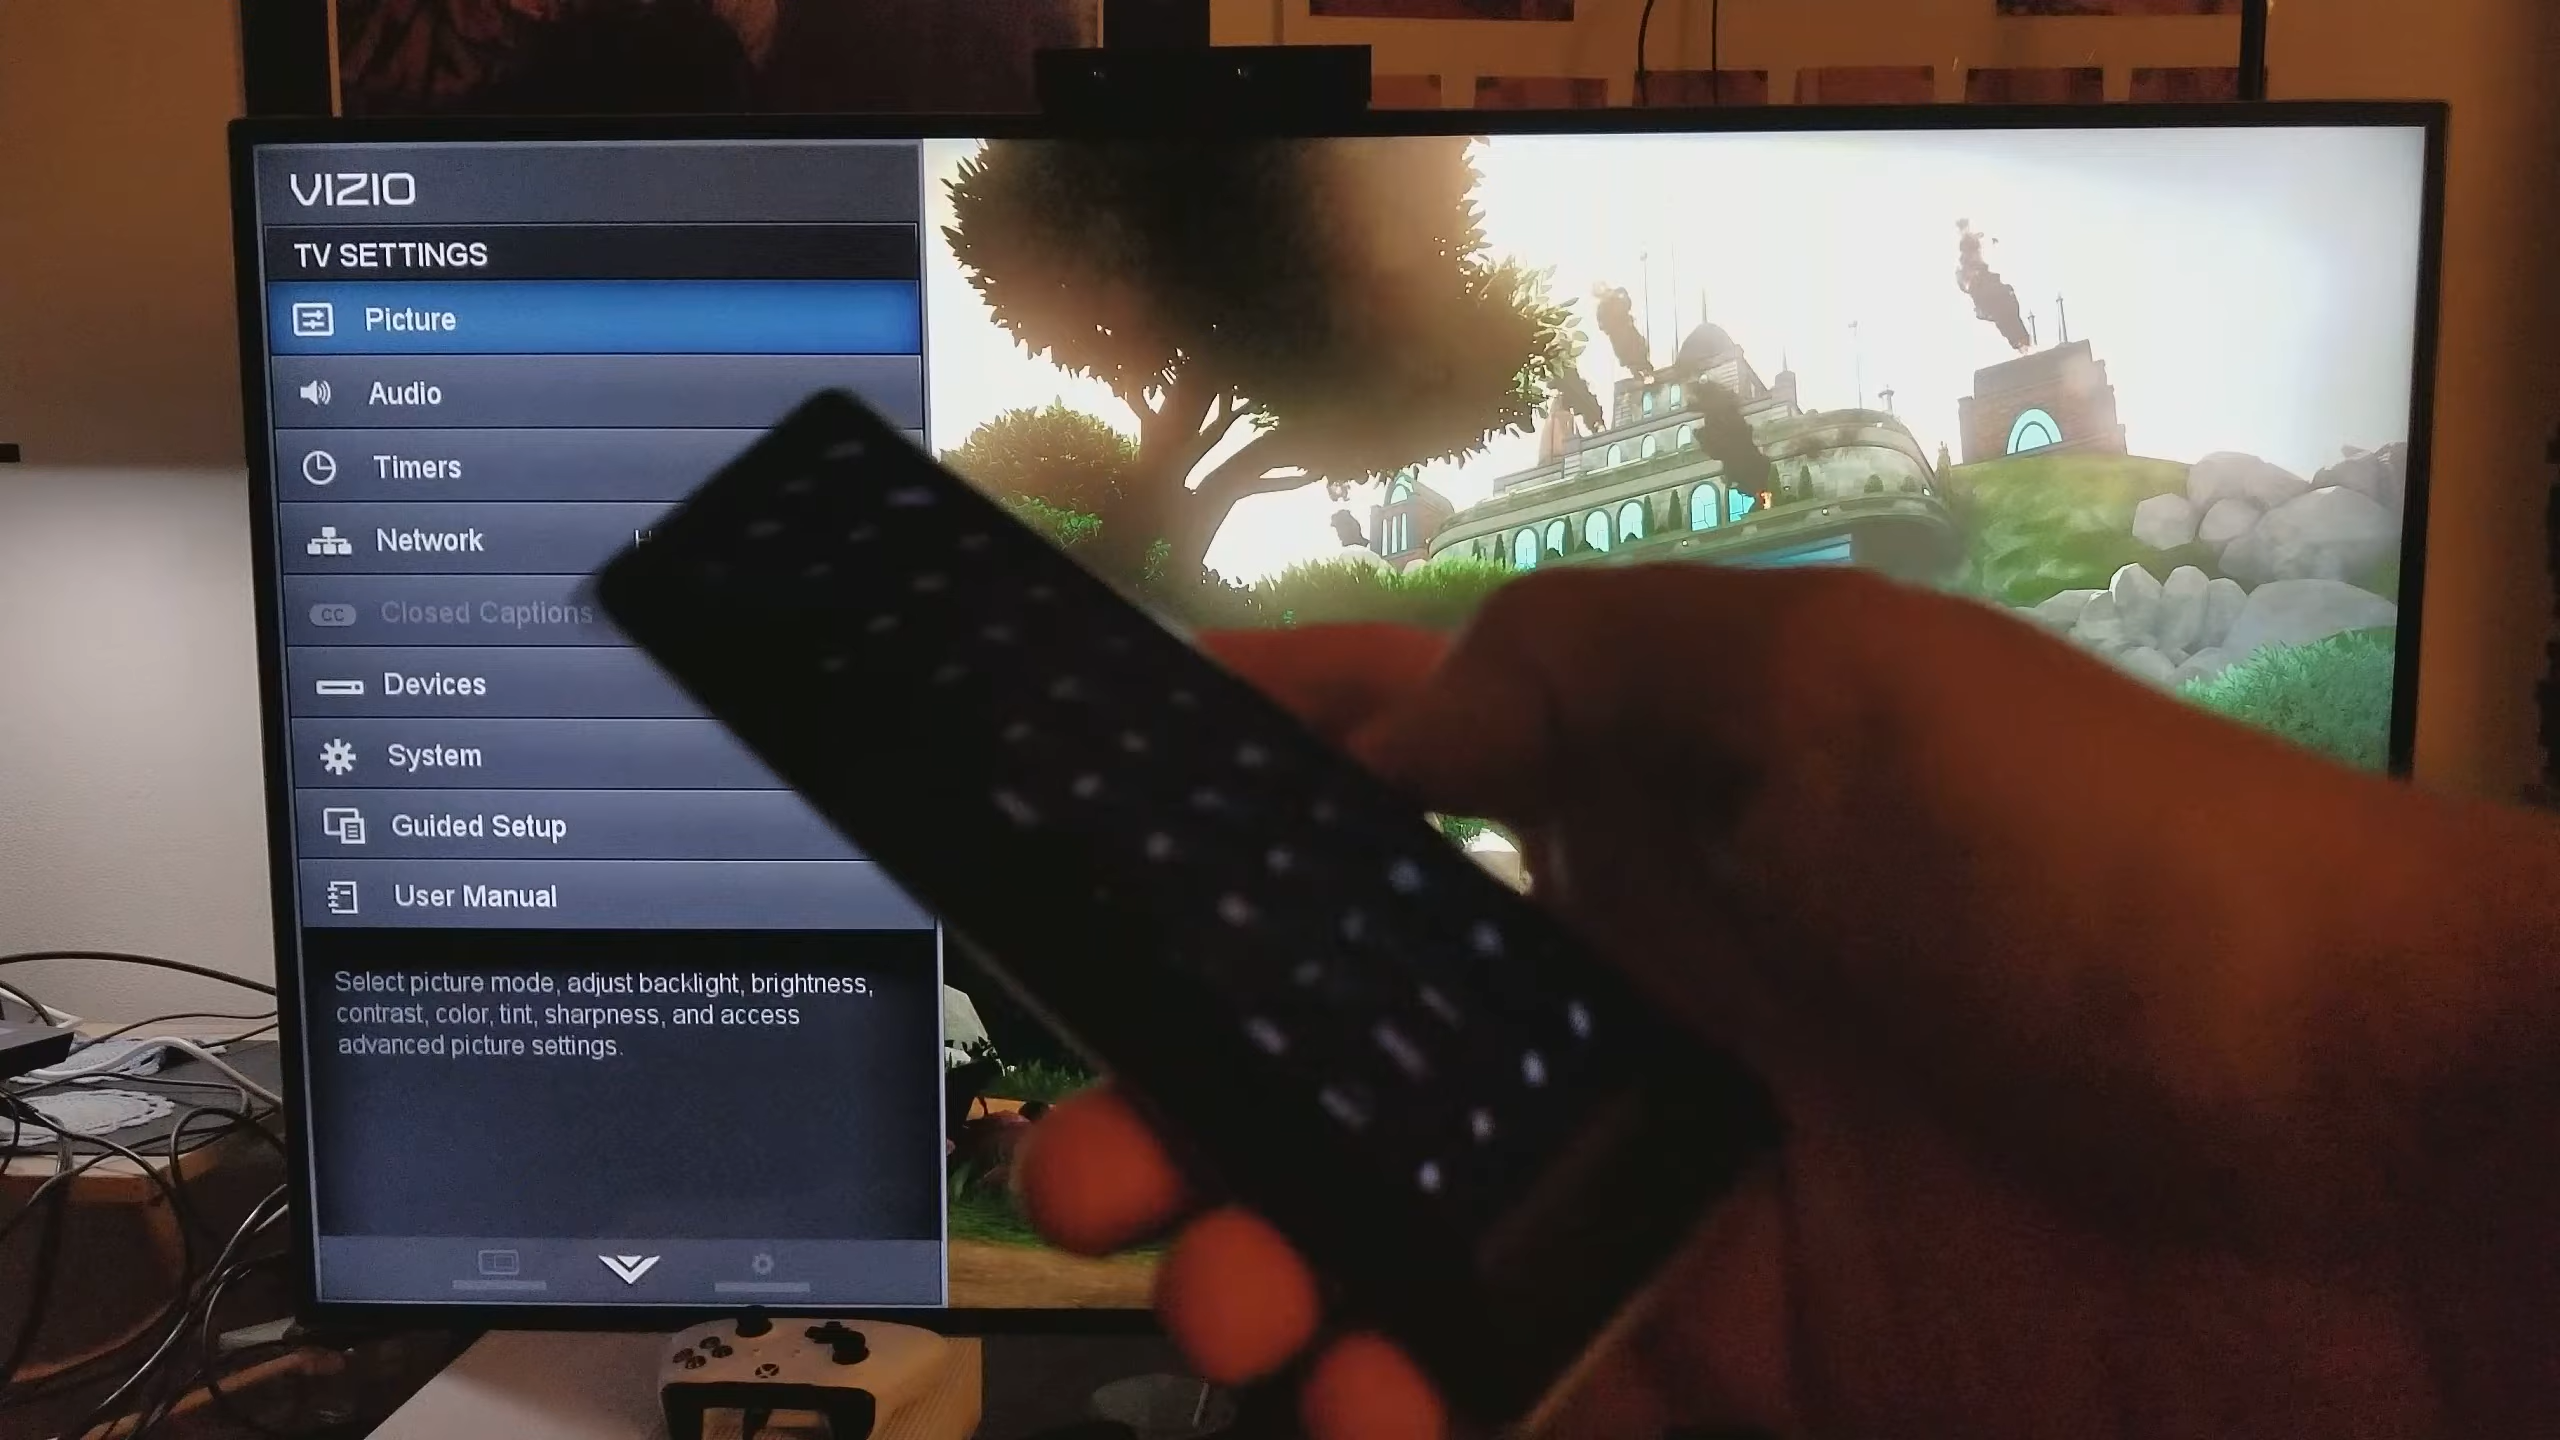 VIZIO
TV SETTINGS
Picture
Audio
Timers
Network
CC Closed Captions
Devices
System
Guided Setup
User Manual
Select picture mode, adjust backlight, brightness,
contrast, color, tint, sharpness, and access
advanced picture settings.